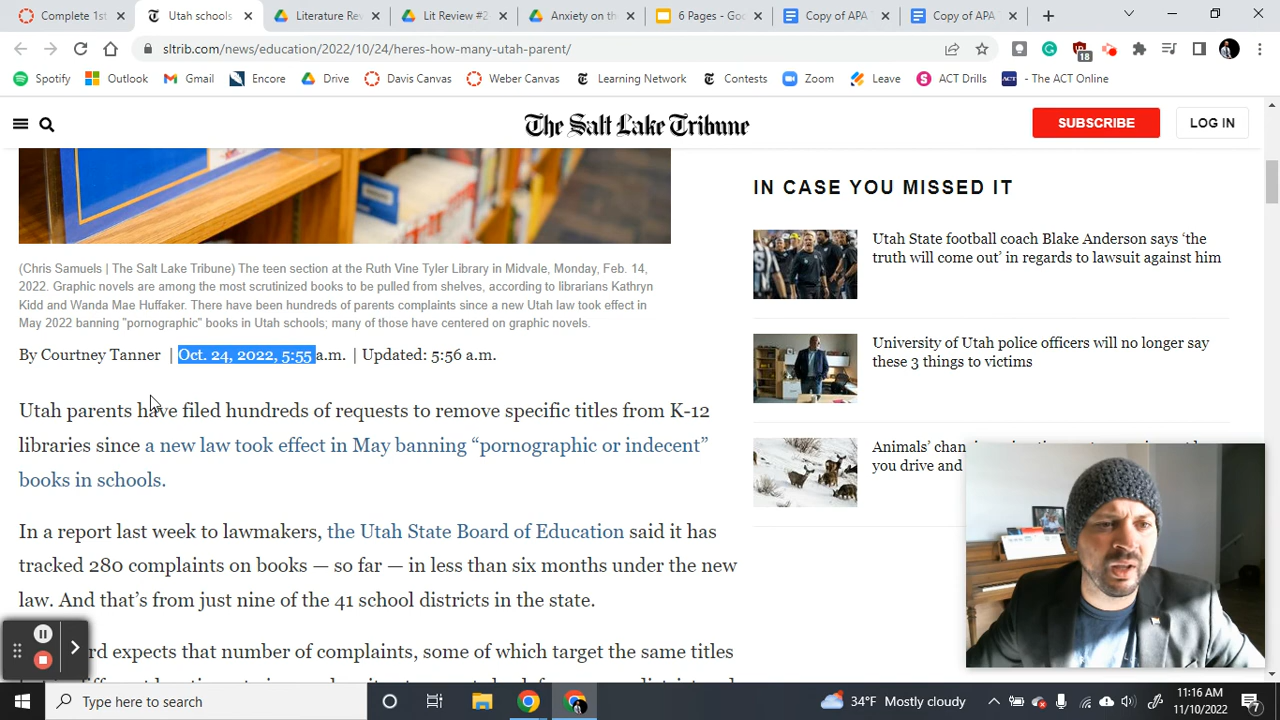 Complete 1st
Utah schools
Literature Re
Lit Review #2
Anxiety on th
6 Pages - Goo
Copy of APA
Copy of APA
sltrib.com/news/education/2022/10/24/heres-how-many-utah-parent/
18
Spotify Outlook Gmail Encore Drive Davis Canvas Weber Canvas Learning Network Contests Zoom Leave ACT Drills ACT - The ACT Online
The Salt Lake Tribune
SUBSCRIBE
LOG IN
(Chris Samuels | The Salt Lake Tribune) The teen section at the Ruth Vine Tyler Library in Midvale, Monday, Feb. 14,
2022. Graphic novels are among the most scrutinized books to be pulled from shelves, according to librarians Kathryn
Kidd and Wanda Mae Huffaker. There have been hundreds of parents complaints since a new Utah law took effect in
May 2022 banning "pornographic" books in Utah schools; many of those have centered on graphic novels.
By Courtney Tanner | Oct. 24, 2022, 5:55 a.m. | Updated: 5:56 a.m.
Utah parents have filed hundreds of requests to remove specific titles from K-12
libraries since a new law took effect in May banning “pornographic or indecent”
books in schools.
In a report last week to lawmakers, the Utah State Board of Education said it has
tracked 280 complaints on books — so far — in less than six months under the new
law. And that’s from just nine of the 41 school districts in the state.
rd expects that number of complaints, some of which target the same titles
IN CASE YOU MISSED IT
Utah State football coach Blake Anderson says ‘the
truth will come out’ in regards to lawsuit against him
University of Utah police officers will no longer say
these 3 things to victims
Animals’ chan
you drive and
Type here to search
34°F Mostly cloudy
11:16 AM
11/10/2022
7